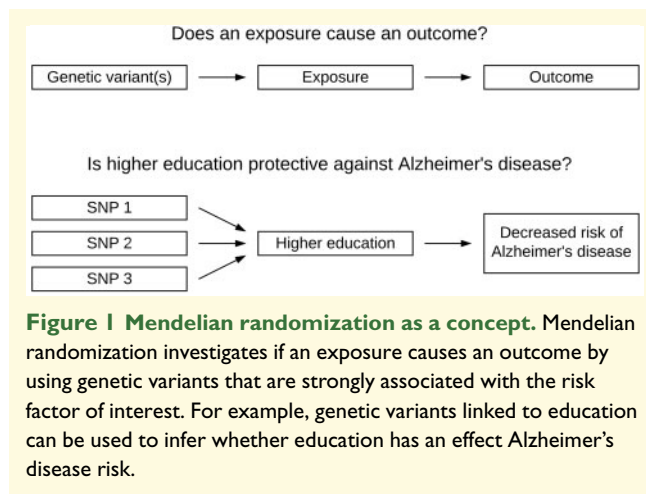 Does an exposure cause an outcome?
Genetic variant(s) Exposure Outcome
Is higher education protective against Alzheimer's disease?
SNP 1
SNP 2
SNP 3
Higher education
Decreased risk of
Alzheimer's disease
Figure 1 Mendelian randomization as a concept. Mendelian
randomization investigates if an exposure causes an outcome by
using genetic variants that are strongly associated with the risk
factor of interest. For example, genetic variants linked to education
can be used to infer whether education has an effect Alzheimer's
disease risk.